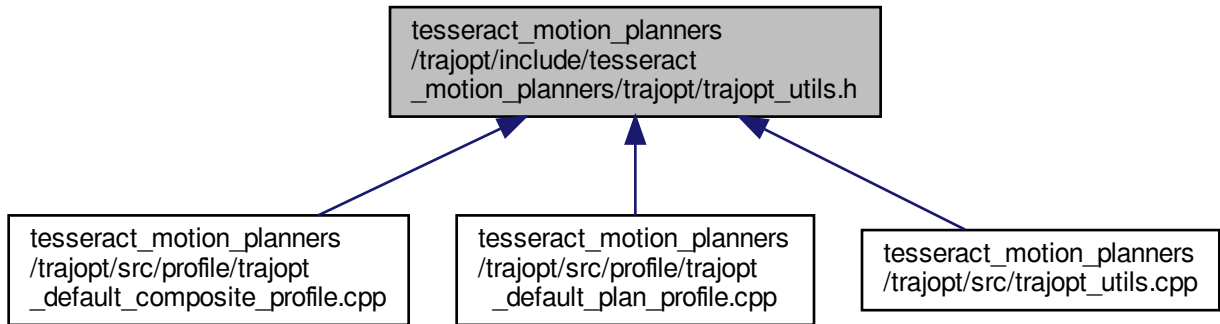 tesseract_motion_planners
/trajopt/include/tesseract
_motion_planners/trajopt/trajopt_utils.h
tesseract_motion_planners
/trajopt/src/profile/trajopt
_default_composite_profile.cpp
tesseract_motion_planners
/trajopt/src/profile/trajopt
_default_plan_profile.cpp
tesseract_motion_planners
/trajopt/src/trajopt_utils.cpp